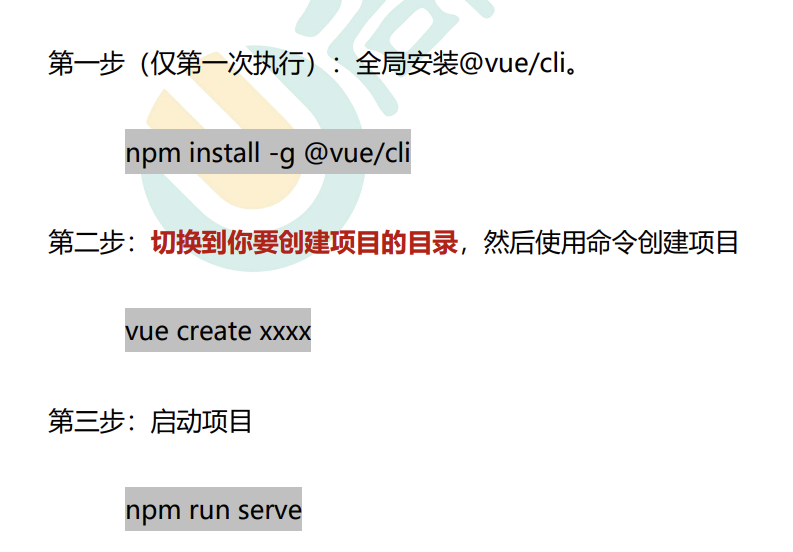 第一步（仅第一次执行）：全局安装@vue/cli。
npm install -g @vue/cli
第二步：切换到你要创建项目的目录，然后使用命令创建项目
vue create xxxx
第三步：启动项目
npm run serve